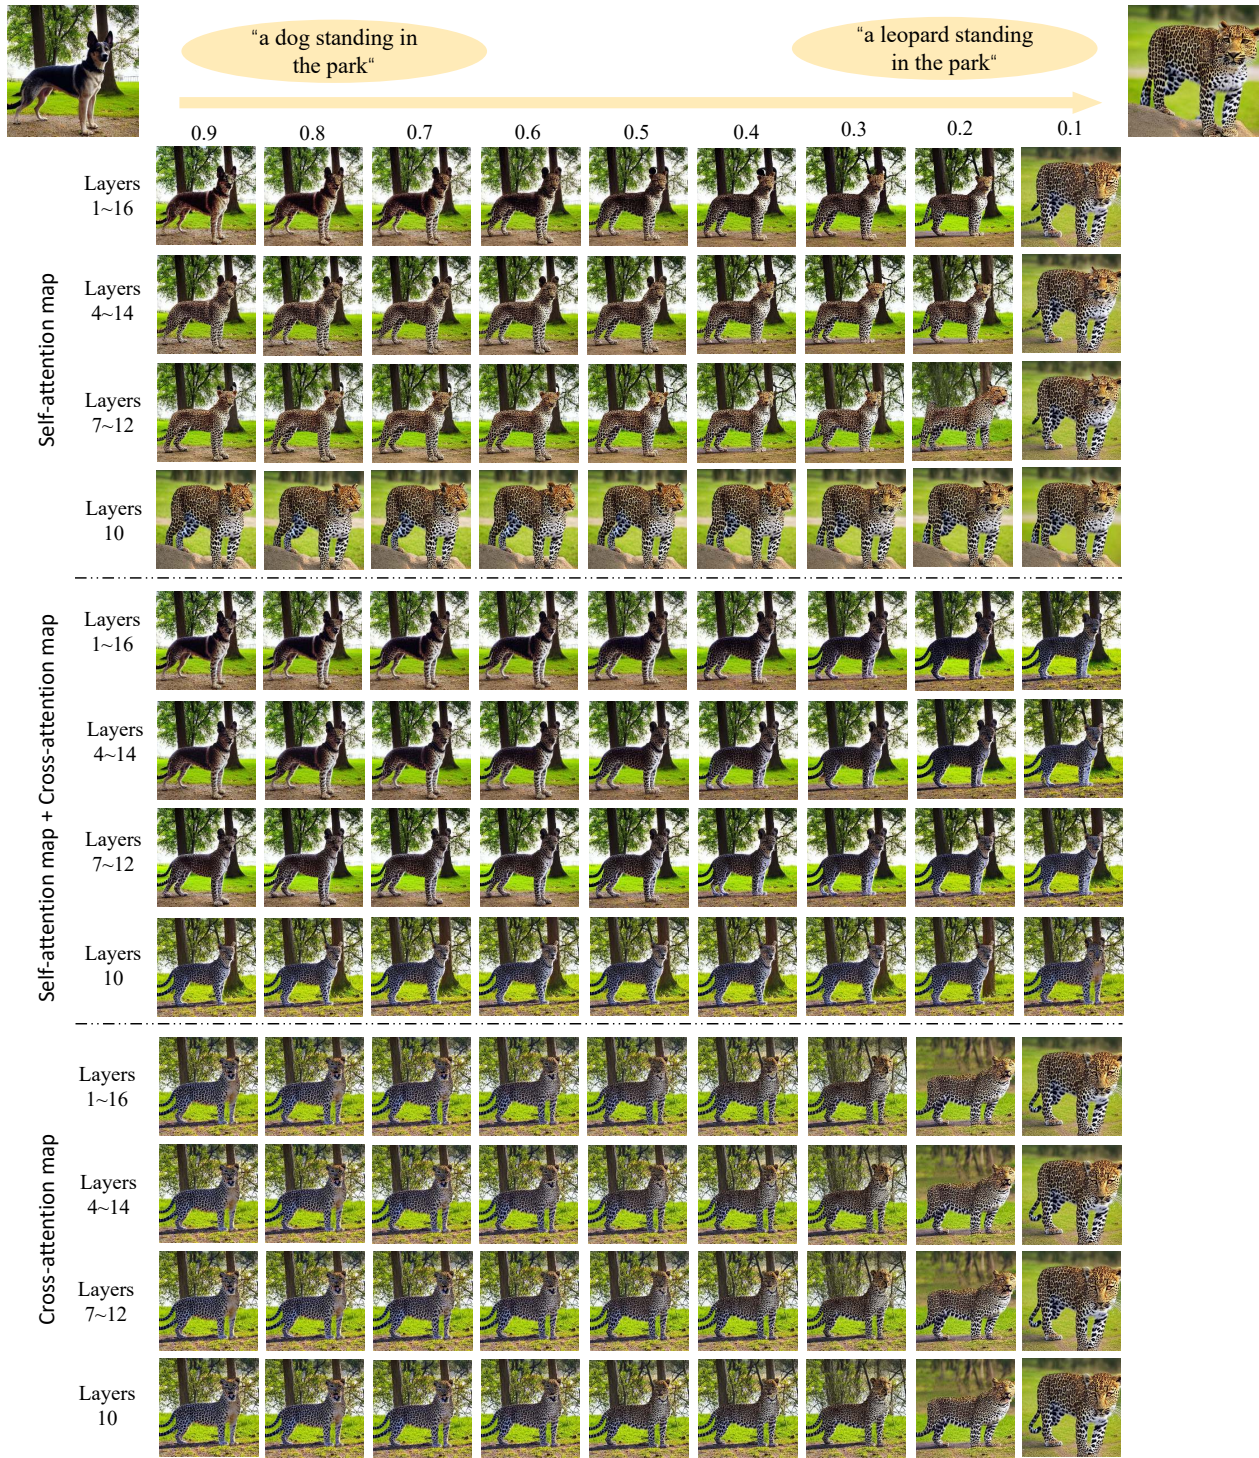 “a dog standing in
the park“
“a leopard standing
in the park“
0.9 0.8 0.7 0.6 0.5 0.4 0.3 0.2 0.1
Self-attention map
Layers
1~16
Layers
4~14
Layers
7~12
Layers
10
Self-attention map + Cross-attention map
Layers
1~16
Layers
4~14
Layers
7~12
Layers
10
Cross-attention map
Layers
1~16
Layers
4~14
Layers
7~12
Layers
10